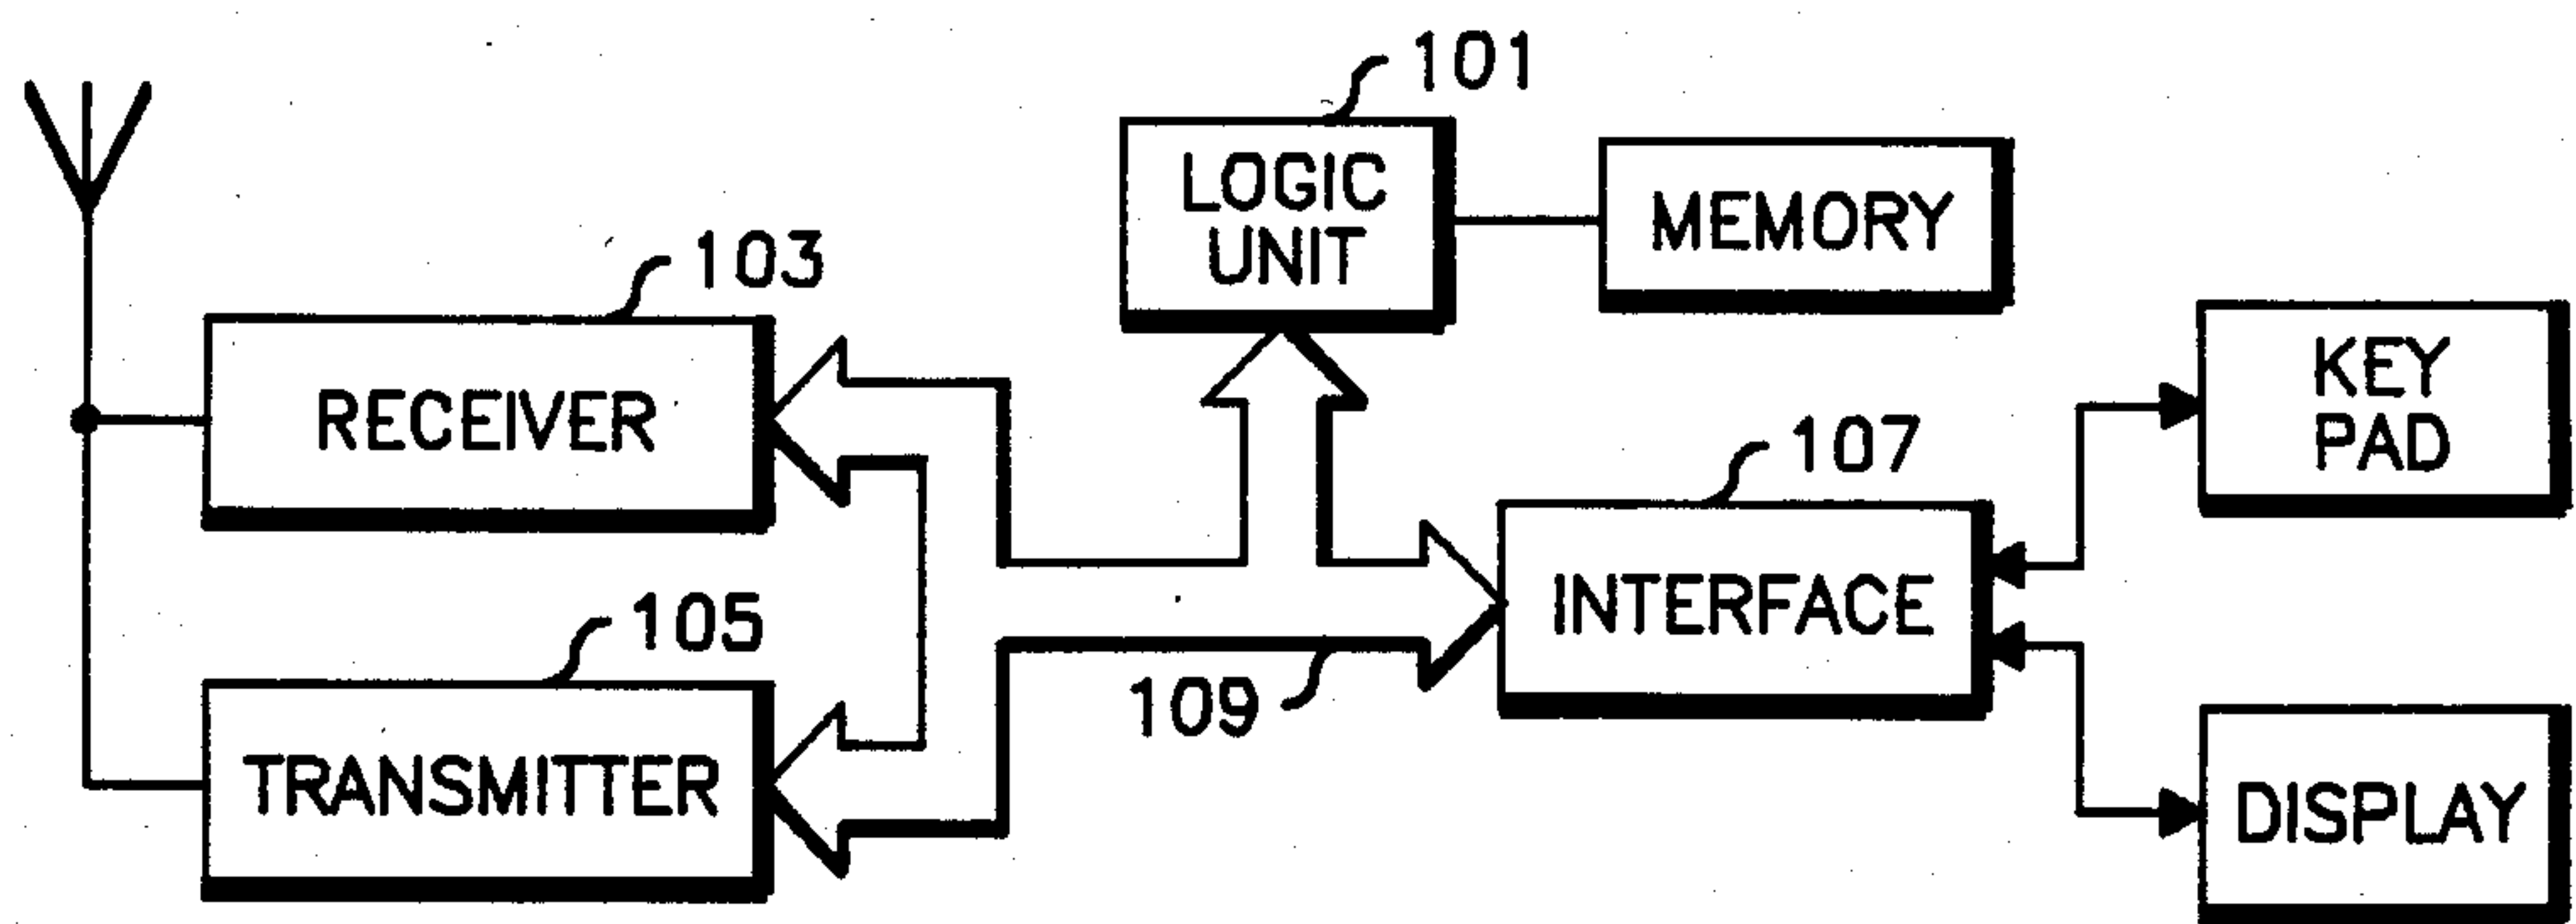 101
LOGIC
UNIT
MEMORY
103
RECEIVER
KEY
PAD
107
INTERFACE
105
109
TRANSMITTER
DISPLAY